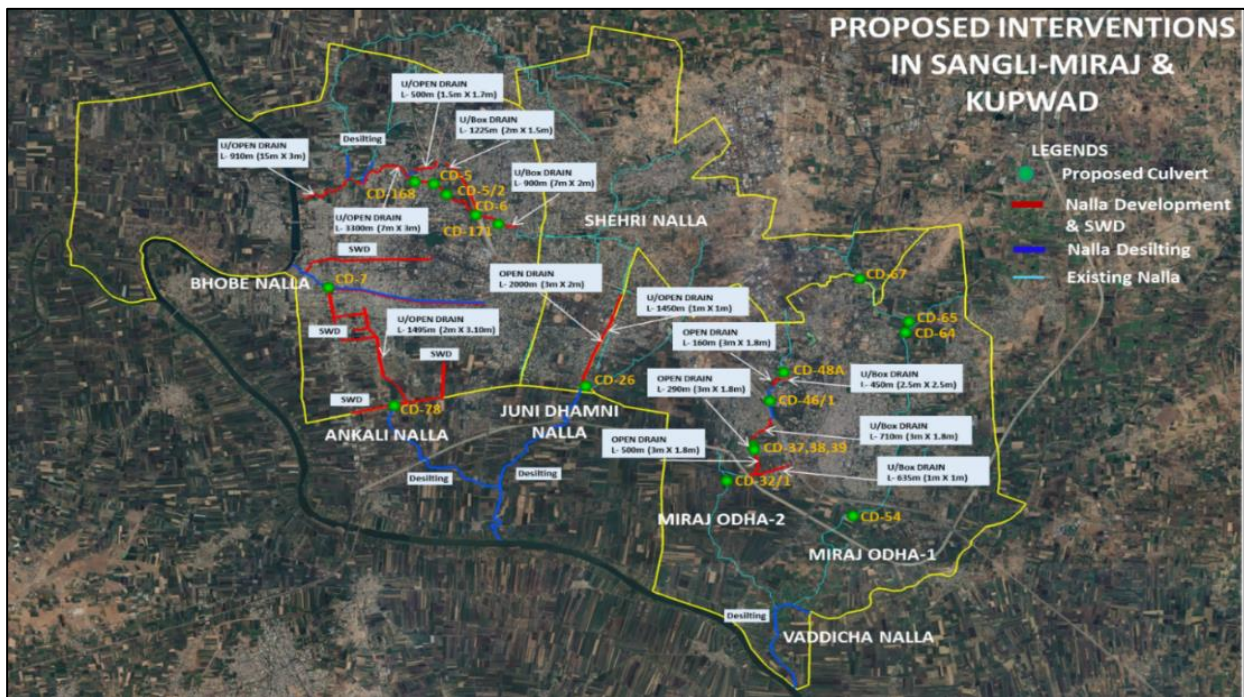 PROPOSED INTERVENTIONS
IN SANGLI-MIRAJ &
KUPWAD
LEGENDS
Proposed Culvert
Nalla Development
& SWD
Nalla Desilting
Existing Nalla
U/OPEN DRAIN
L- 500m (1.5m X 1.7m)
U/Box DRAIN
L- 1225m (2m X 1.5m)
Desilting
U/OPEN DRAIN
L- 910m (15m X 3m)
U/Box DRAIN
L- 900m (7m X 2m)
CD-5
CD-168
CD-5/2
CD-6
CD-171
SHEHRI NALLA
U/OPEN DRAIN
L- 3300m (7m X 3m)
SWD
BHOBE NALLA
CD-7
OPEN DRAIN
L- 2000m (3m X 2m)
CD-67
U/OPEN DRAIN
L- 1450m (1m X 1m)
U/OPEN DRAIN
L- 1495m (2m X 3.10m)
SWD
SWD
SWD
CD-78
ANKALI NALLA
CD-26
JUNI DHAMNI
NALLA
OPEN DRAIN
L- 160m (3m X 1.8m)
CD-65
CD-64
CD-48A
U/Box DRAIN
L- 450m (2.5m X 2.5m)
OPEN DRAIN
L- 290m (3m X 1.8m)
CD-46/1
U/Box DRAIN
L- 710m (3m X 1.8m)
OPEN DRAIN
L- 500m (3m X 1.8m)
CD-37,38,39
U/Box DRAIN
L- 635m (1m X 1m)
CD-32/1
Desilting
Desilting
MIRAJ ODHA-2
CD-54
MIRAJ ODHA-1
Desilting
VADDICHA NALLA